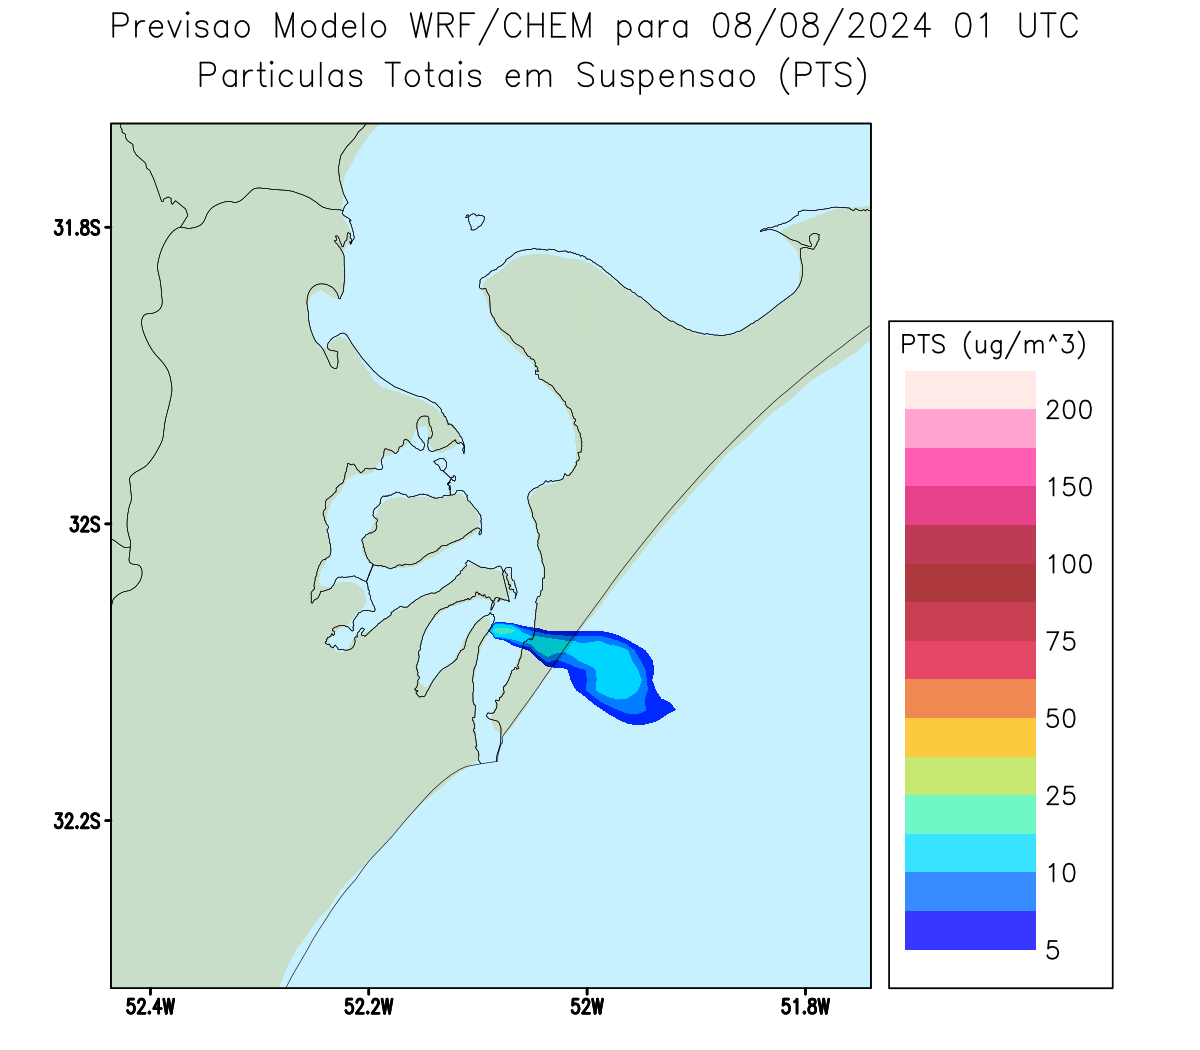 Previsao Modelo WRF/CHEM para 08/08/2024 01 UTC
Particulas Totais em Suspensao (PTS)
31.8S
32S
32.2S
52.4W 52.2W 52W 51.8W
PTS (ug/m^3)
200
150
100
75
50
25
10
5